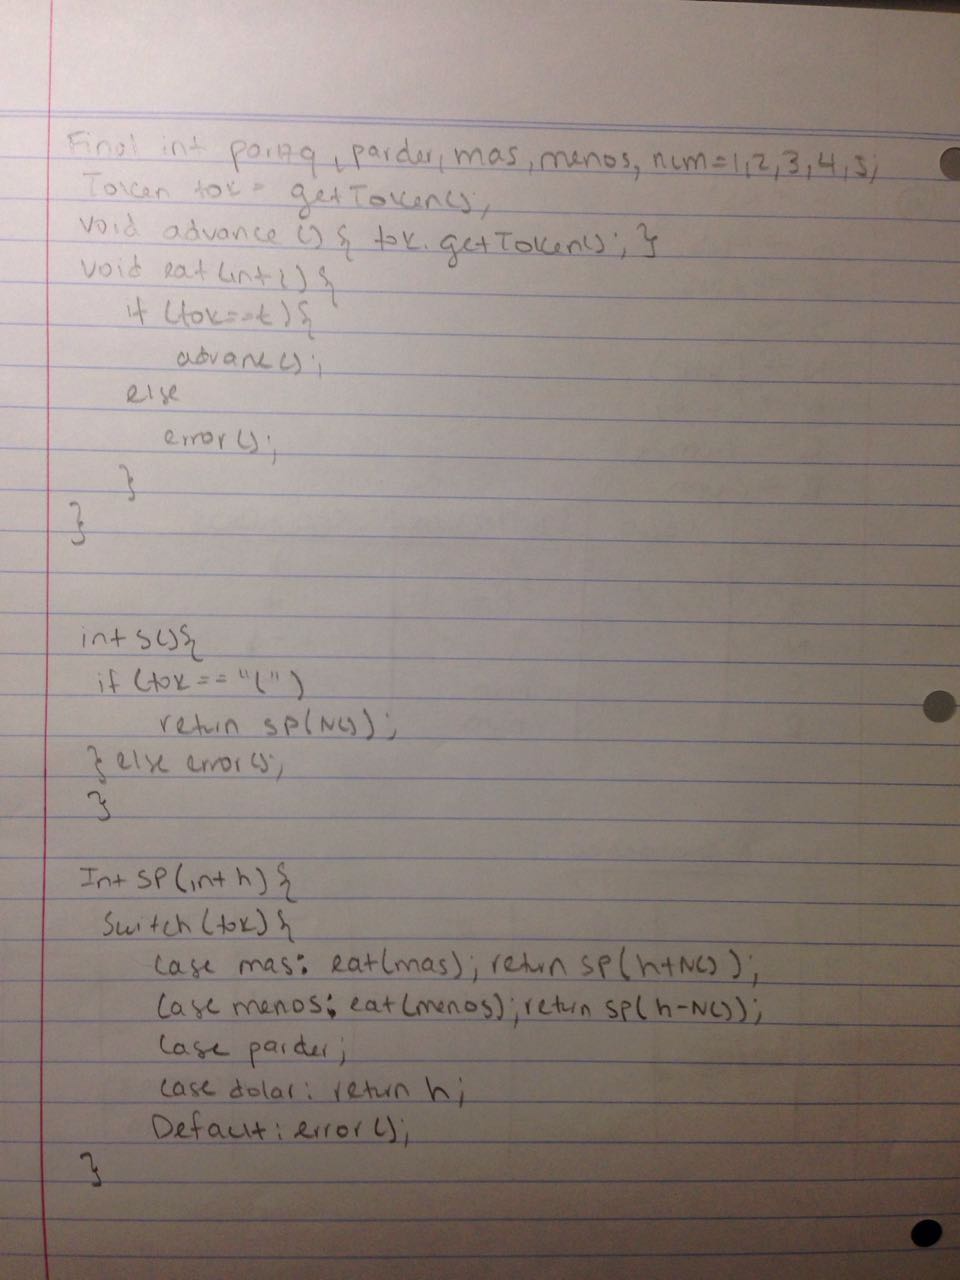 Final int parizq, parder, mas, menos, num=1,2,3,4,5;
Token tok= getToken();
void advance () { tok. getToken(); }
void eat (int t) {
if (tok==t) {
advance();
else
error();
}
}
int S(){
if (tok == "(")
return SP(N());
} else error();
}
Int SP(int h) {
Switch (tok) {
Case mas: eat(mas); return SP(h+N());
Case menos: eat(menos); return SP(h-N());
Case parder;
Case dolar: return h;
Default: error();
}